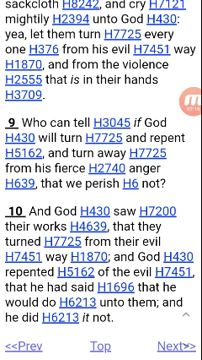 sackcloth H8242, and cry H7121
mightily H2394 unto God H430:
yea, let them turn H7725 every
one H376 from his evil H7451 way
H1870, and from the violence
H2555 that is in their hands
H3709.
9 Who can tell H3045 if God
H430 will turn H7725 and repent
H5162, and turn away H7725
from his fierce H2740 anger
H639, that we perish H6 not?
10 And God H430 saw H7200
their works H4639, that they
turned H7725 from their evil
H7451 way H1870; and God H430
repented H5162 of the evil H7451,
that he had said H1696 that he
would do H6213 unto them; and
he did H6213 it not.
<<Prev Top Next>>